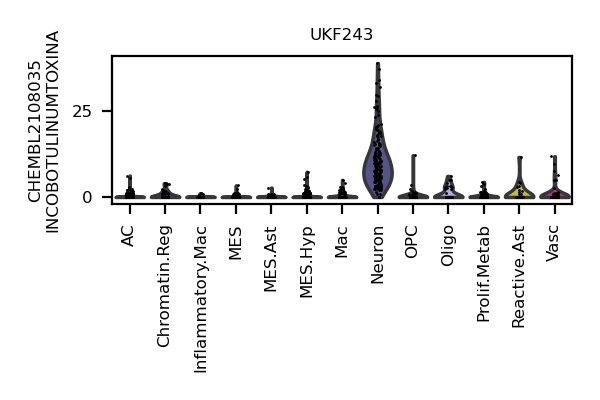 UKF243
CHEMBL2108035
INCOBOTULINUMTOXINA
25
0
AC
Chromatin.Reg
Inflammatory.Mac
MES
MES.Ast
MES.Hyp
Mac
Neuron
OPC
Oligo
Prolif.Metab
Reactive.Ast
Vasc